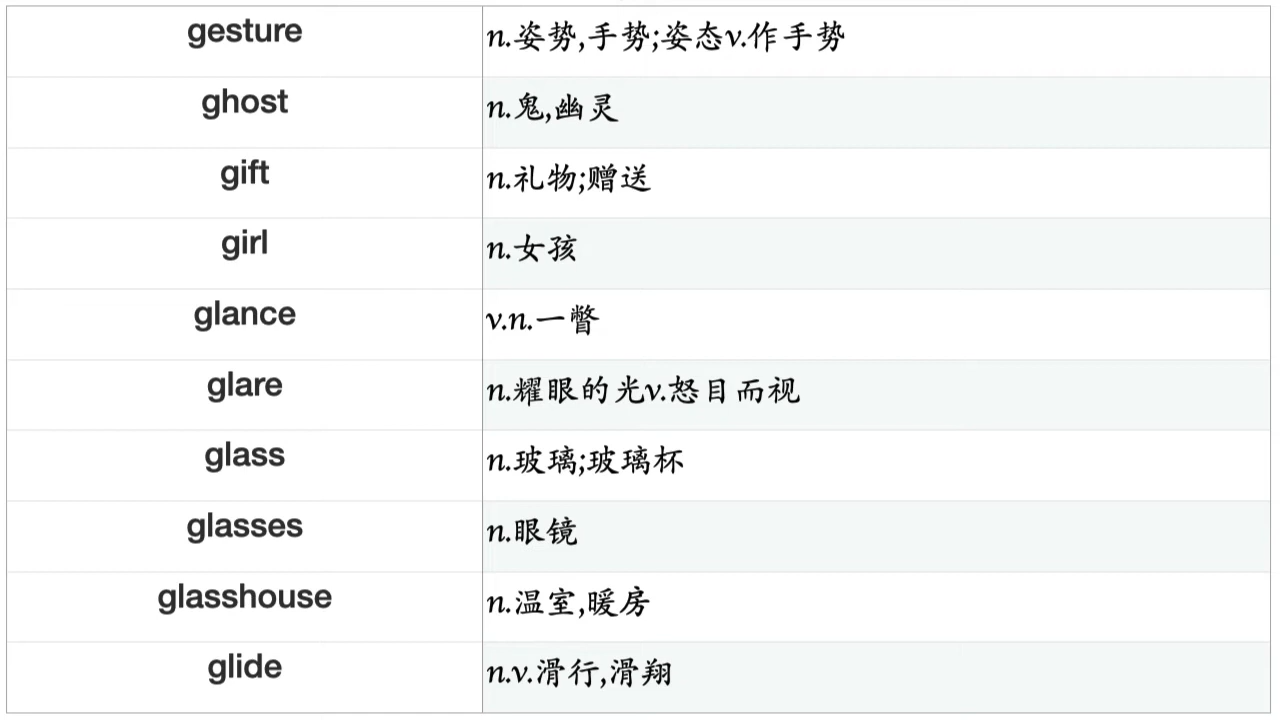 gesture n.姿势,手势;姿态v.作手势
ghost n.鬼,幽灵
gift n.礼物;赠送
girl n.女孩
glance v.n.一瞥
glare n.耀眼的光v.怒目而视
glass n.玻璃;玻璃杯
glasses n.眼镜
glasshouse n.温室,暖房
glide n.v.滑行,滑翔